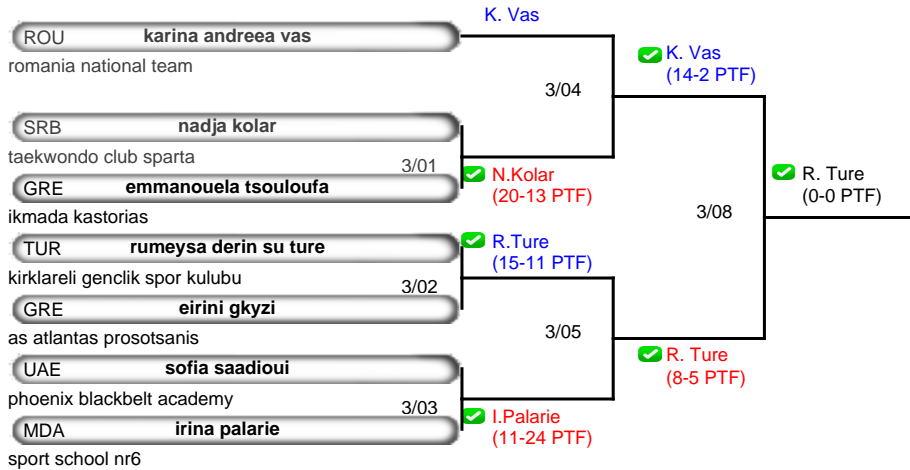 K. Vas
ROU karina andreea vas
romania national team
K. Vas
(14-2 PTF)
3/04
SRB nadja kolar
taekwondo club sparta
3/01
GRE emmanouela tsouloufa
ikmada kastorias
N.Kolar
(20-13 PTF)
R. Ture
(0-0 PTF)
3/08
TUR rumeysa derin su ture
kirklareli genclik spor kulubu
R.Ture
(15-11 PTF)
3/02
GRE eirini gkyzi
as atlantas prosotsanis
3/05
UAE sofia saadioui
phoenix blackbelt academy
R. Ture
(8-5 PTF)
3/03
MDA irina palarie
sport school nr6
I.Palarie
(11-24 PTF)